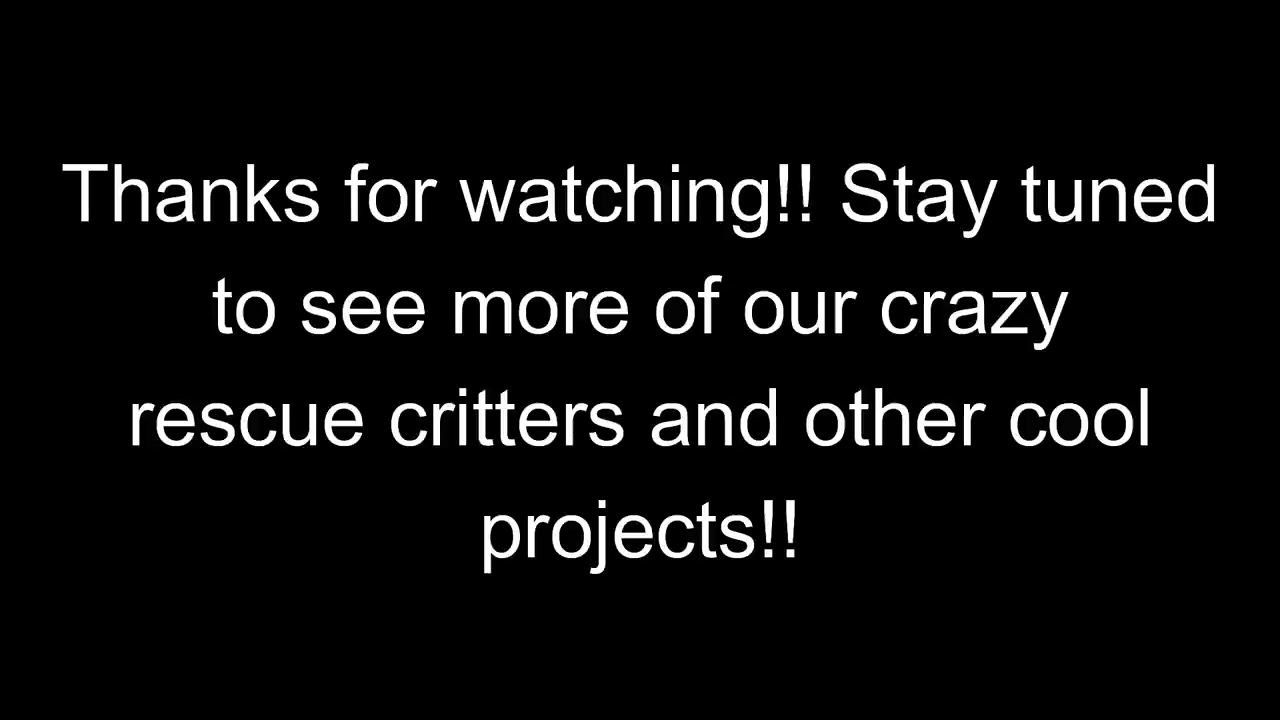 Thanks for watching!! Stay tuned
to see more of our crazy
rescue critters and other cool
projects!!